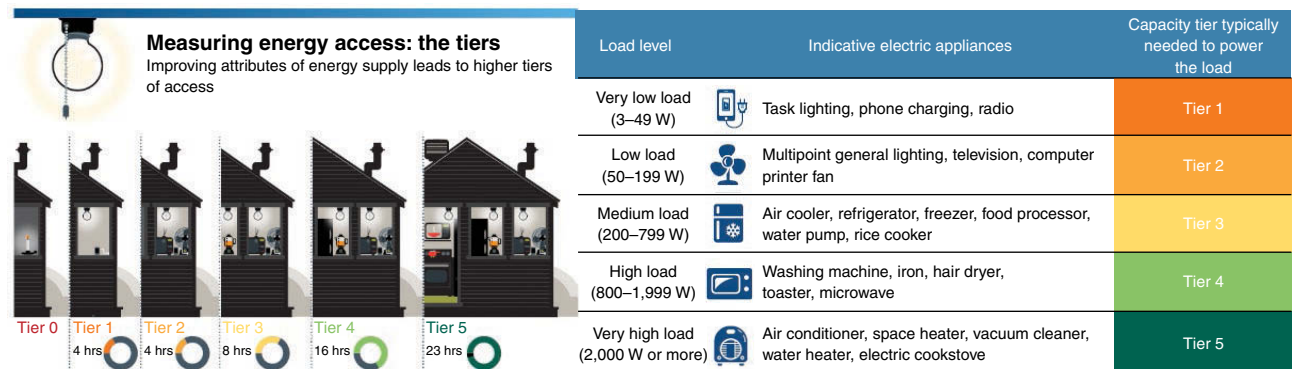 Measuring energy access: the tiers
Improving attributes of energy supply leads to higher tiers
of access
Tier 0
Tier 1
4 hrs
Tier 2
4 hrs
Tier 3
8 hrs
Tier 4
16 hrs
Tier 5
23 hrs
Load level
Indicative electric appliances
Capacity tier typically
needed to power
the load
Very low load
(3–49 W)
Task lighting, phone charging, radio
Tier 1
Low load
(50–199 W)
Multipoint general lighting, television, computer
printer fan
Tier 2
Medium load
(200–799 W)
Air cooler, refrigerator, freezer, food processor,
water pump, rice cooker
Tier 3
High load
(800–1,999 W)
Washing machine, iron, hair dryer,
toaster, microwave
Tier 4
Very high load
(2,000 W or more)
Air conditioner, space heater, vacuum cleaner,
water heater, electric cookstove
Tier 5